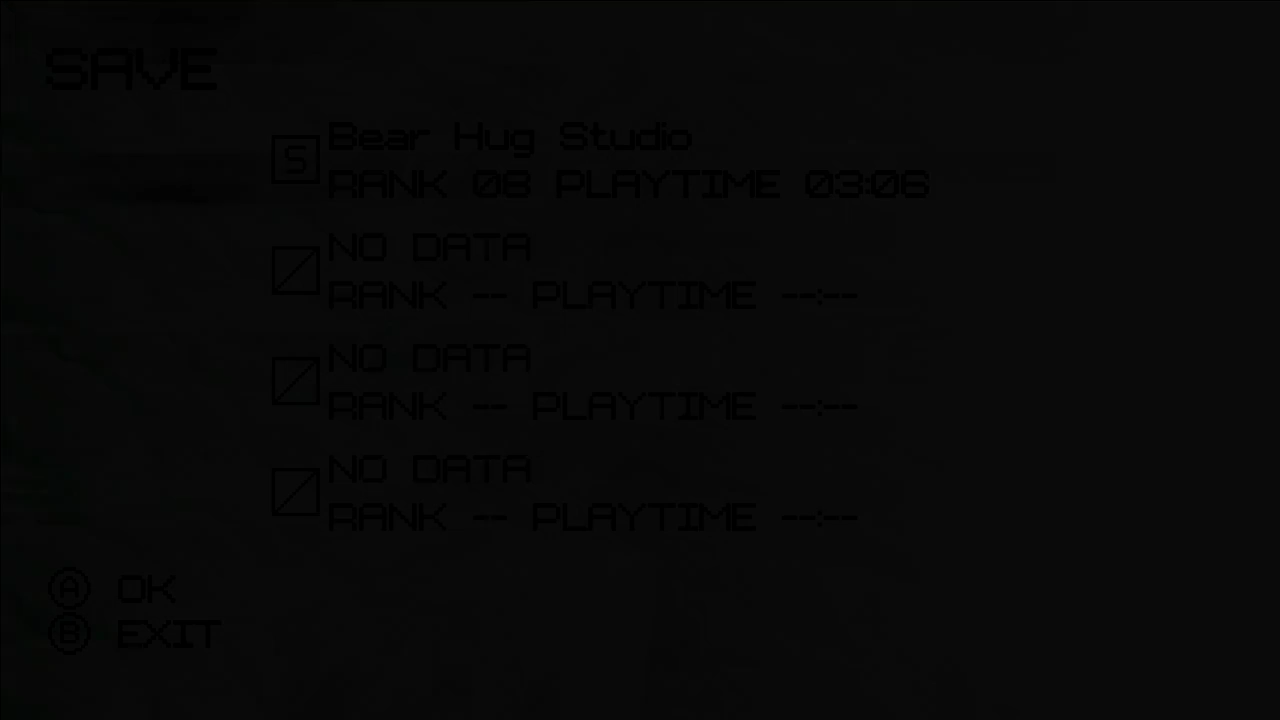 SAVE
S
Bear Hug Studio
RANK 08 PLAYTIME 03:06
NO DATA
RANK -- PLAYTIME --:--
NO DATA
RANK -- PLAYTIME --:--
NO DATA
RANK -- PLAYTIME --:--
A OK
B EXIT